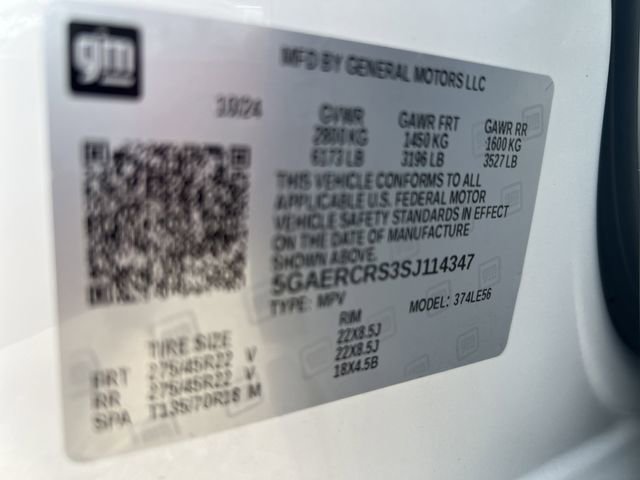 gm
MFD BY GENERAL MOTORS LLC
10/24
GVWR GAWR FRT GAWR RR
2800 KG 1450 KG 1600 KG
6173 LB 3196 LB 3527 LB
THIS VEHICLE CONFORMS TO ALL
APPLICABLE U.S. FEDERAL MOTOR
VEHICLE SAFETY STANDARDS IN EFFECT
ON THE DATE OF MANUFACTURE
SHOWN ABOVE.
5GAERCRS3SJ114347
TYPE: MPV MODEL: 374LE56
TIRE SIZE RIM
FRT 275/45R22 V 22X8.5J
RR 275/45R22 V 22X8.5J
SPA T135/70R18 M 18X4.5B